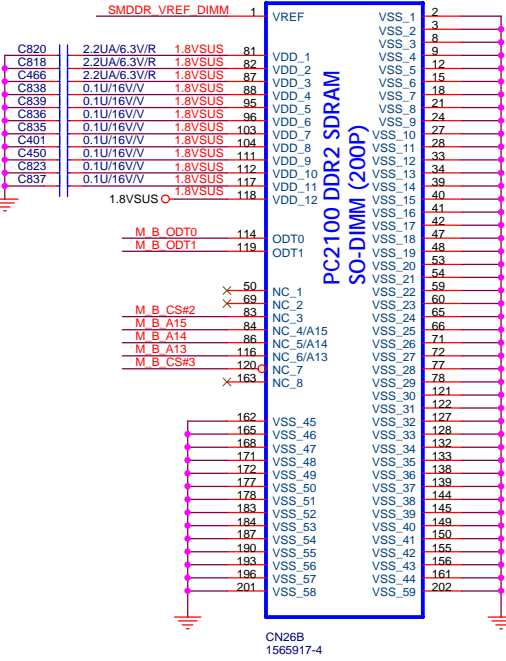 SMDDR_VREF_DIMM 1 VREF
C820 2.2UA/6.3V/R 1.8VSUS 81 VDD_1
C818 2.2UA/6.3V/R 1.8VSUS 82 VDD_2
C466 2.2UA/6.3V/R 1.8VSUS 87 VDD_3
C838 0.1U/16V/V 1.8VSUS 88 VDD_4
C839 0.1U/16V/V 1.8VSUS 95 VDD_5
C836 0.1U/16V/V 1.8VSUS 96 VDD_6
C835 0.1U/16V/V 1.8VSUS 103 VDD_7
C401 0.1U/16V/V 1.8VSUS 104 VDD_8
C450 0.1U/16V/V 1.8VSUS 111 VDD_9
C823 0.1U/16V/V 1.8VSUS 112 VDD_10
C837 0.1U/16V/V 1.8VSUS 117 VDD_11
1.8VSUS 1.8VSUS 118 VDD_12
M_B_ODT0 114 ODT0
M_B_ODT1 119 ODT1
50 NC_1
69 NC_2
M_B_CS#2 83 NC_3
M_B_A15 84 NC_4/A15
M_B_A14 86 NC_5/A14
M_B_A13 116 NC_6/A13
M_B_CS#3 120 NC_7
163 NC_8
162 VSS_45
165 VSS_46
168 VSS_47
171 VSS_48
172 VSS_49
177 VSS_50
178 VSS_51
183 VSS_52
184 VSS_53
187 VSS_54
190 VSS_55
193 VSS_56
196 VSS_57
201 VSS_58
PC2100 DDR2 SDRAM
SO-DIMM (200P)
VSS_1 2
VSS_2 3
VSS_3 8
VSS_4 9
VSS_5 12
VSS_6 15
VSS_7 18
VSS_8 21
VSS_9 24
VSS_10 27
VSS_11 28
VSS_12 33
VSS_13 34
VSS_14 39
VSS_15 40
VSS_16 41
VSS_17 42
VSS_18 47
VSS_19 48
VSS_20 53
VSS_21 54
VSS_22 59
VSS_23 60
VSS_24 65
VSS_25 66
VSS_26 71
VSS_27 72
VSS_28 77
VSS_29 78
VSS_30 121
VSS_31 122
VSS_32 127
VSS_33 128
VSS_34 132
VSS_35 133
VSS_36 138
VSS_37 139
VSS_38 144
VSS_39 145
VSS_40 149
VSS_41 150
VSS_42 155
VSS_43 156
VSS_44 161
VSS_59 202
CN26B
1565917-4